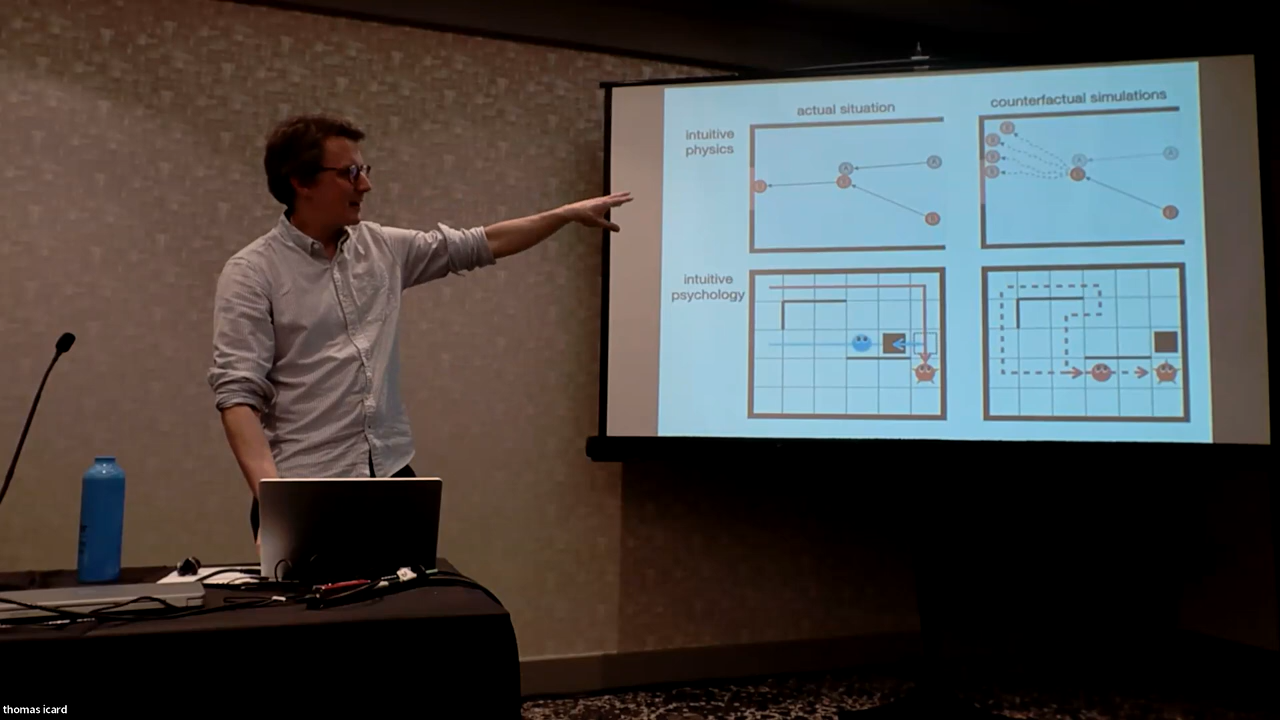 actual situation
counterfactual simulations
intuitive
physics
intuitive
psychology
thomas icard